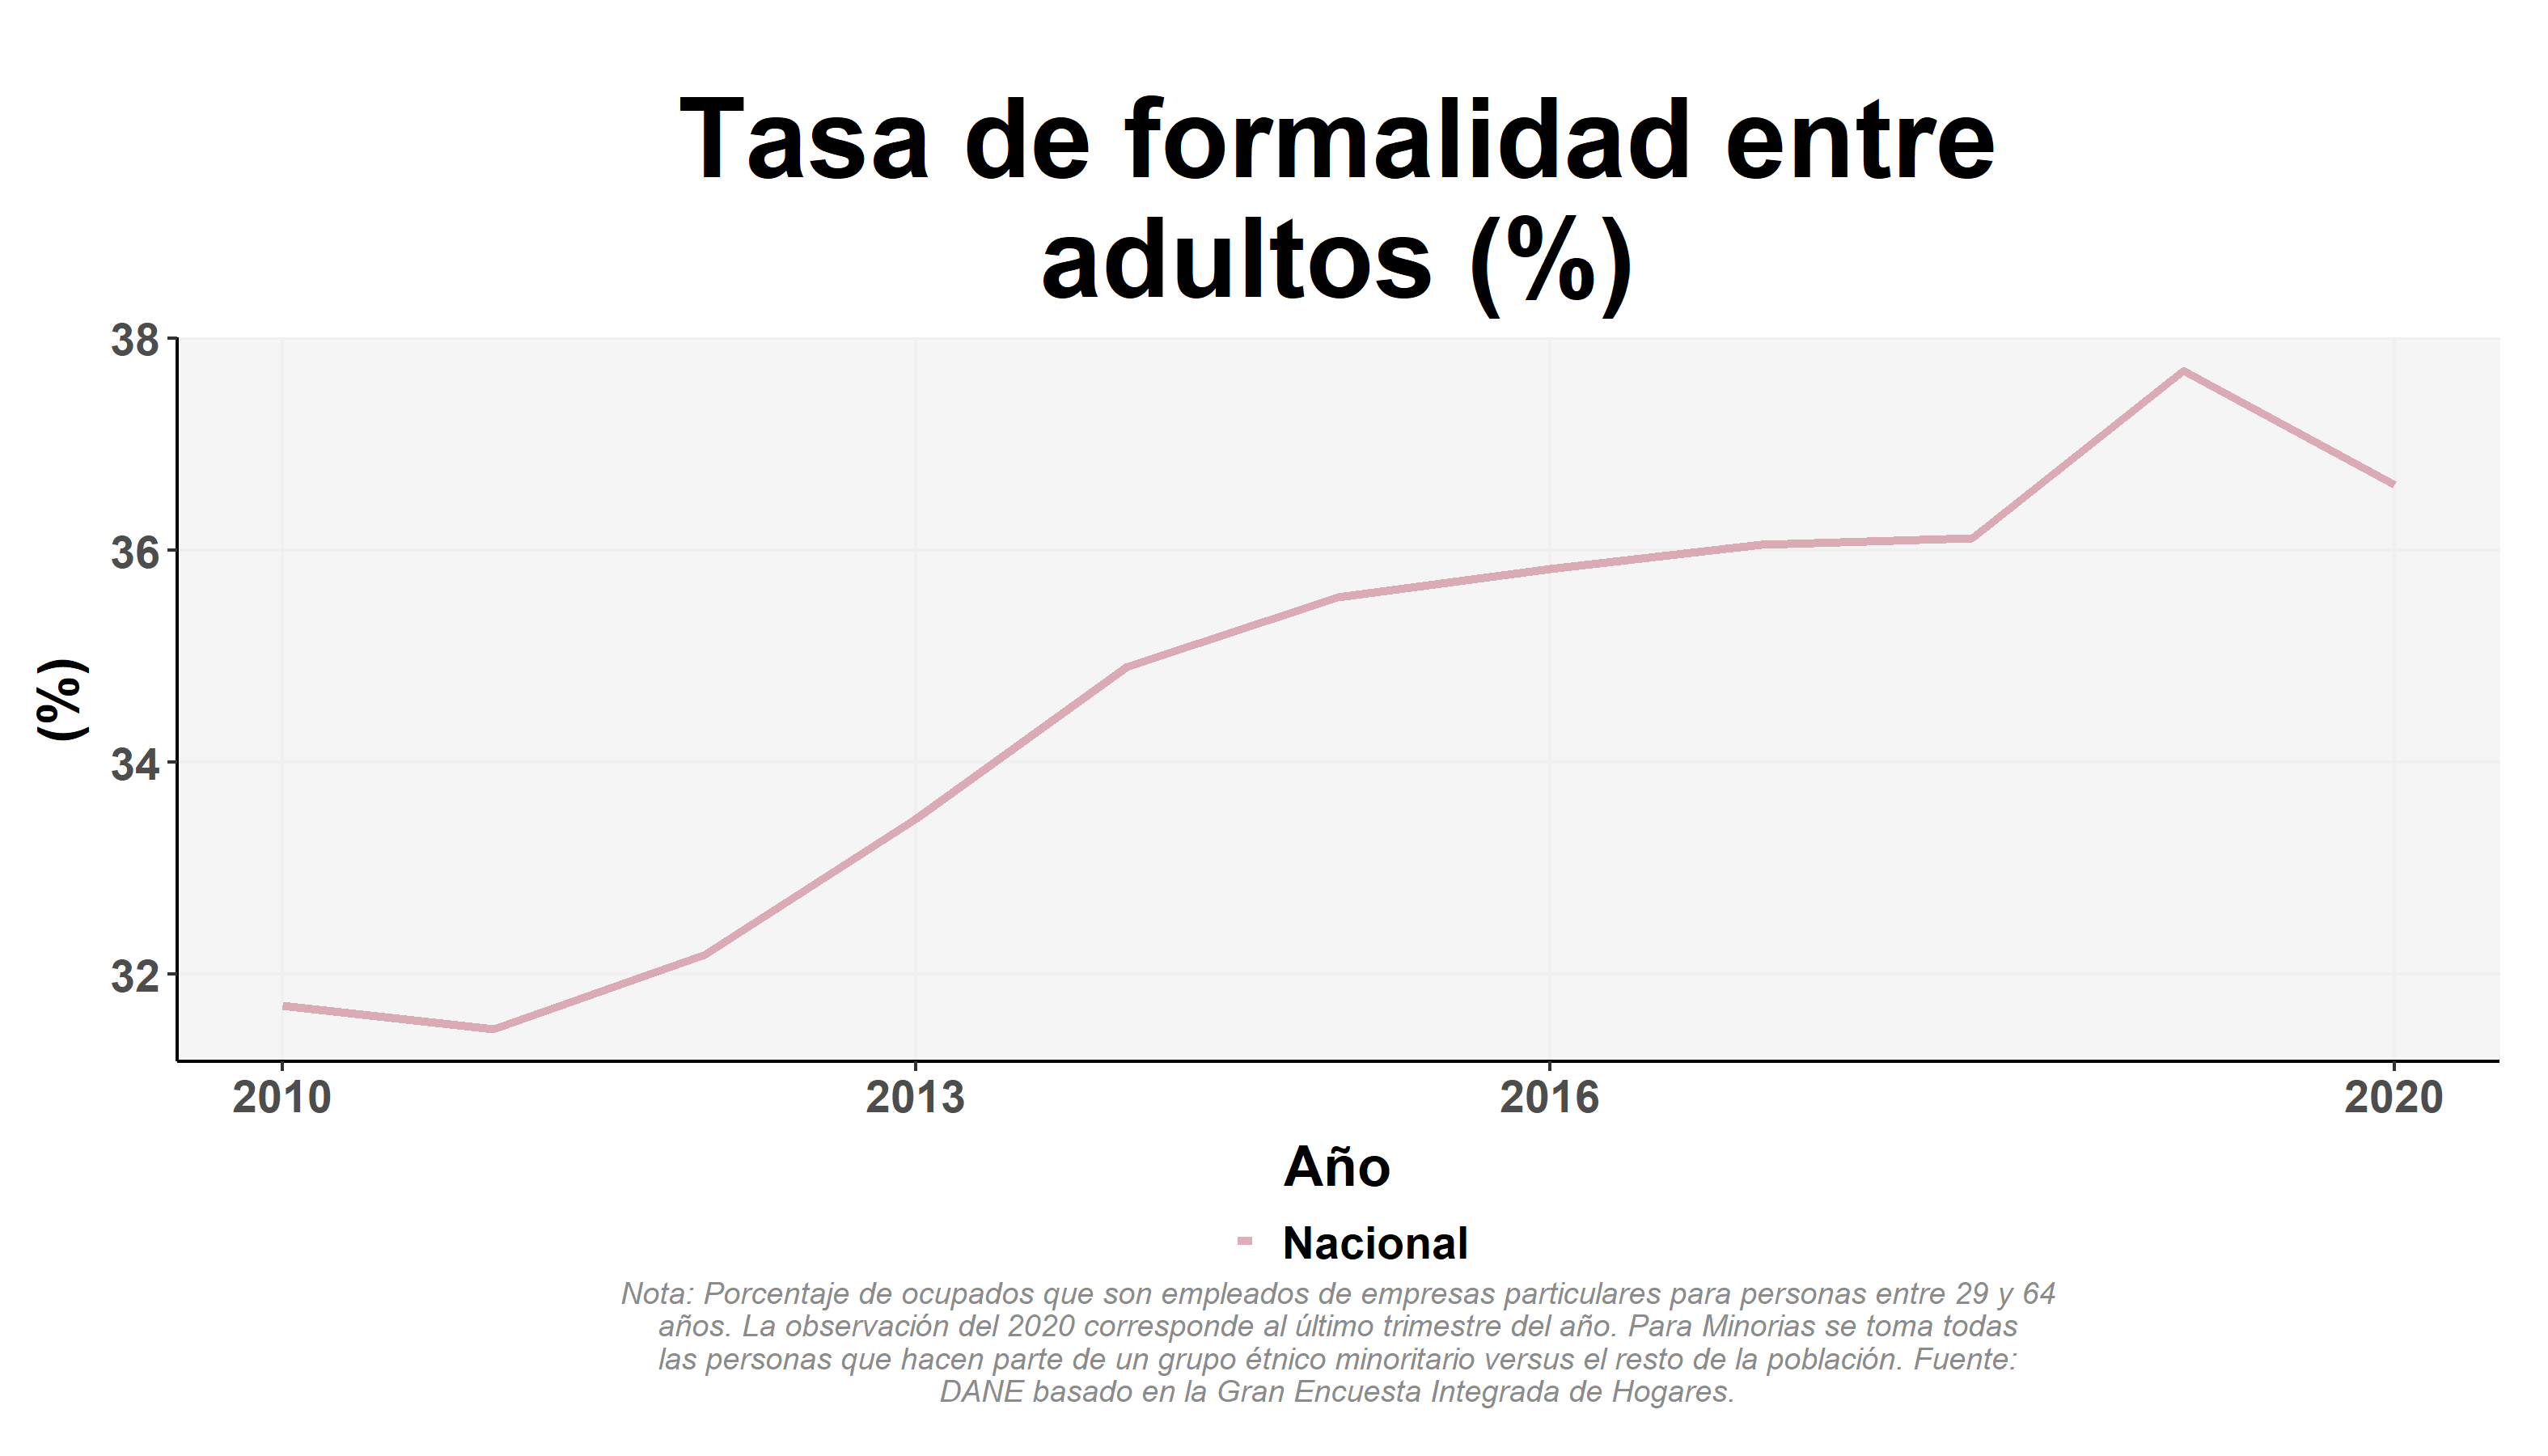 Tasa de formalidad entre
adultos (%)
38
36
34
32
(%)
2010
2013
2016
2020
Año
Nacional
Nota: Porcentaje de ocupados que son empleados de empresas particulares para personas entre 29 y 64
años. La observación del 2020 corresponde al último trimestre del año. Para Minorias se toma todas
las personas que hacen parte de un grupo étnico minoritario versus el resto de la población. Fuente:
DANE basado en la Gran Encuesta Integrada de Hogares.